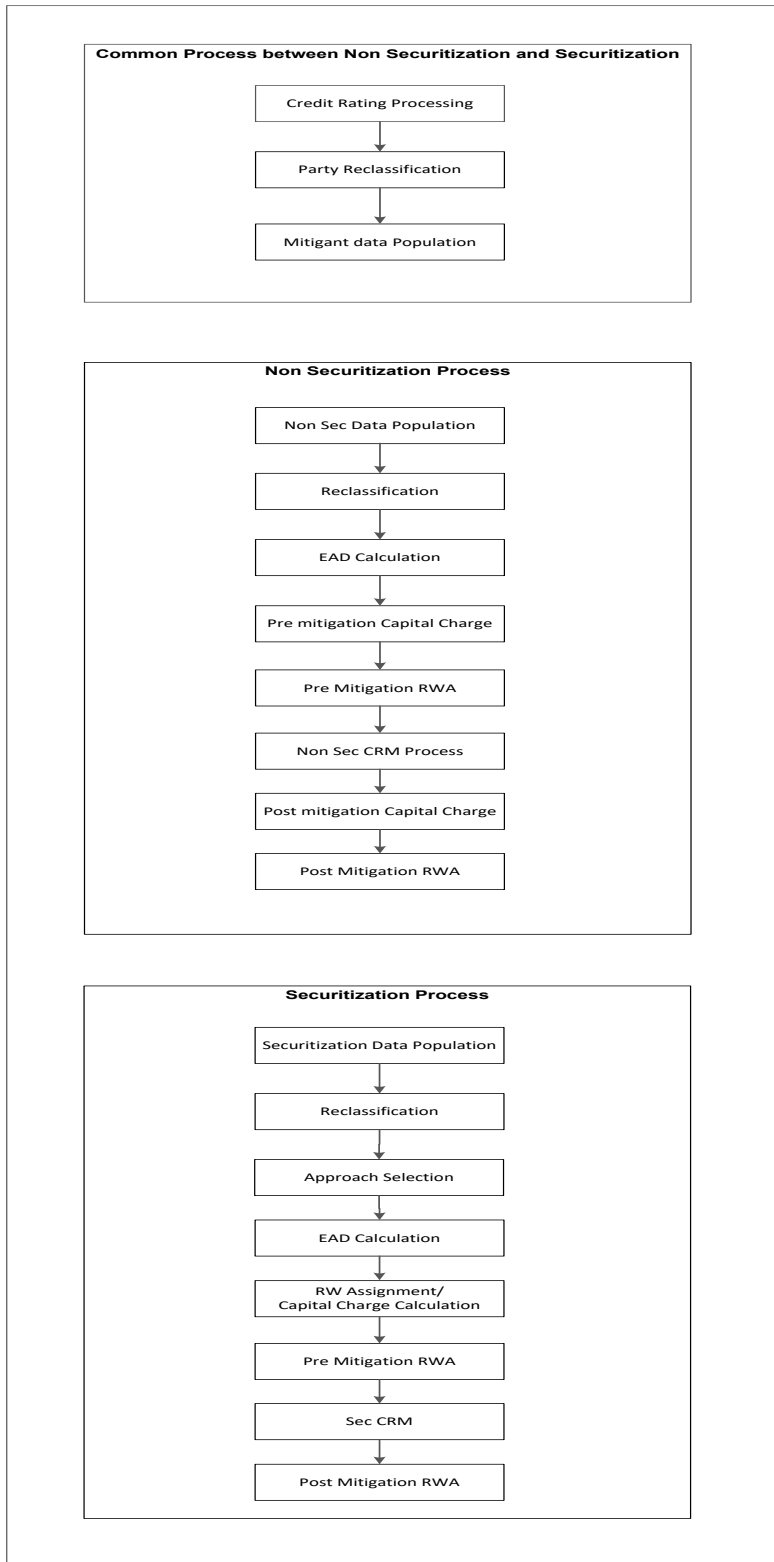 Common Process between Non Securitization and Securitization
Credit Rating Processing
Party Reclassification
Mitigant data Population
Non Securitization Process
Non Sec Data Population
Reclassification
EAD Calculation
Pre mitigation Capital Charge
Pre Mitigation RWA
Non Sec CRM Process
Post mitigation Capital Charge
Post Mitigation RWA
Securitization Process
Securitization Data Population
Reclassification
Approach Selection
EAD Calculation
RW Assignment/
Capital Charge Calculation
Pre Mitigation RWA
Sec CRM
Post Mitigation RWA